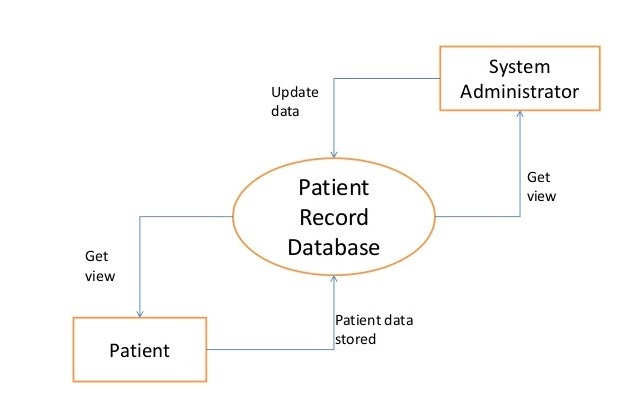 System
Administrator
Update
data
Patient
Record
Database
Get
view
Get
view
Patient data
stored
Patient